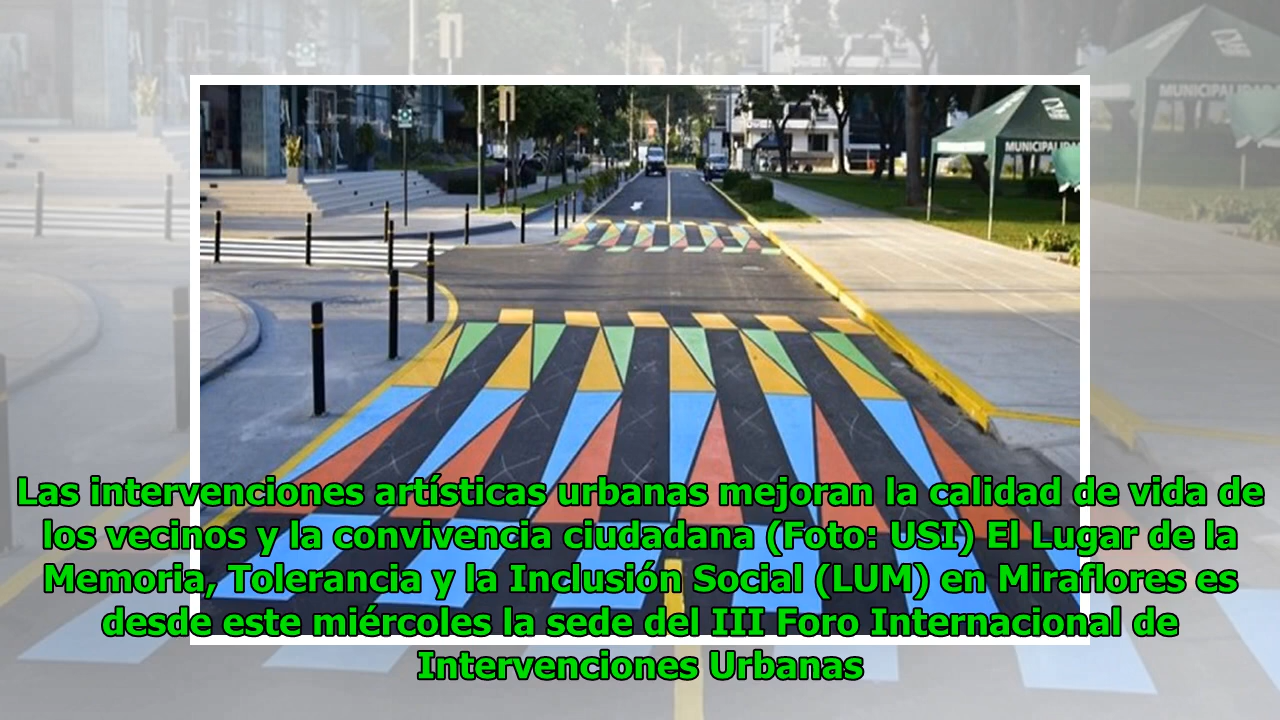 MUNICIPALIDAD
Las intervenciones artísticas urbanas mejoran la calidad de vida de
los vecinos y la convivencia ciudadana (Foto: USI) El Lugar de la
Memoria, Tolerancia y la Inclusión Social (LUM) en Miraflores es
desde este miércoles la sede del III Foro Internacional de
Intervenciones Urbanas